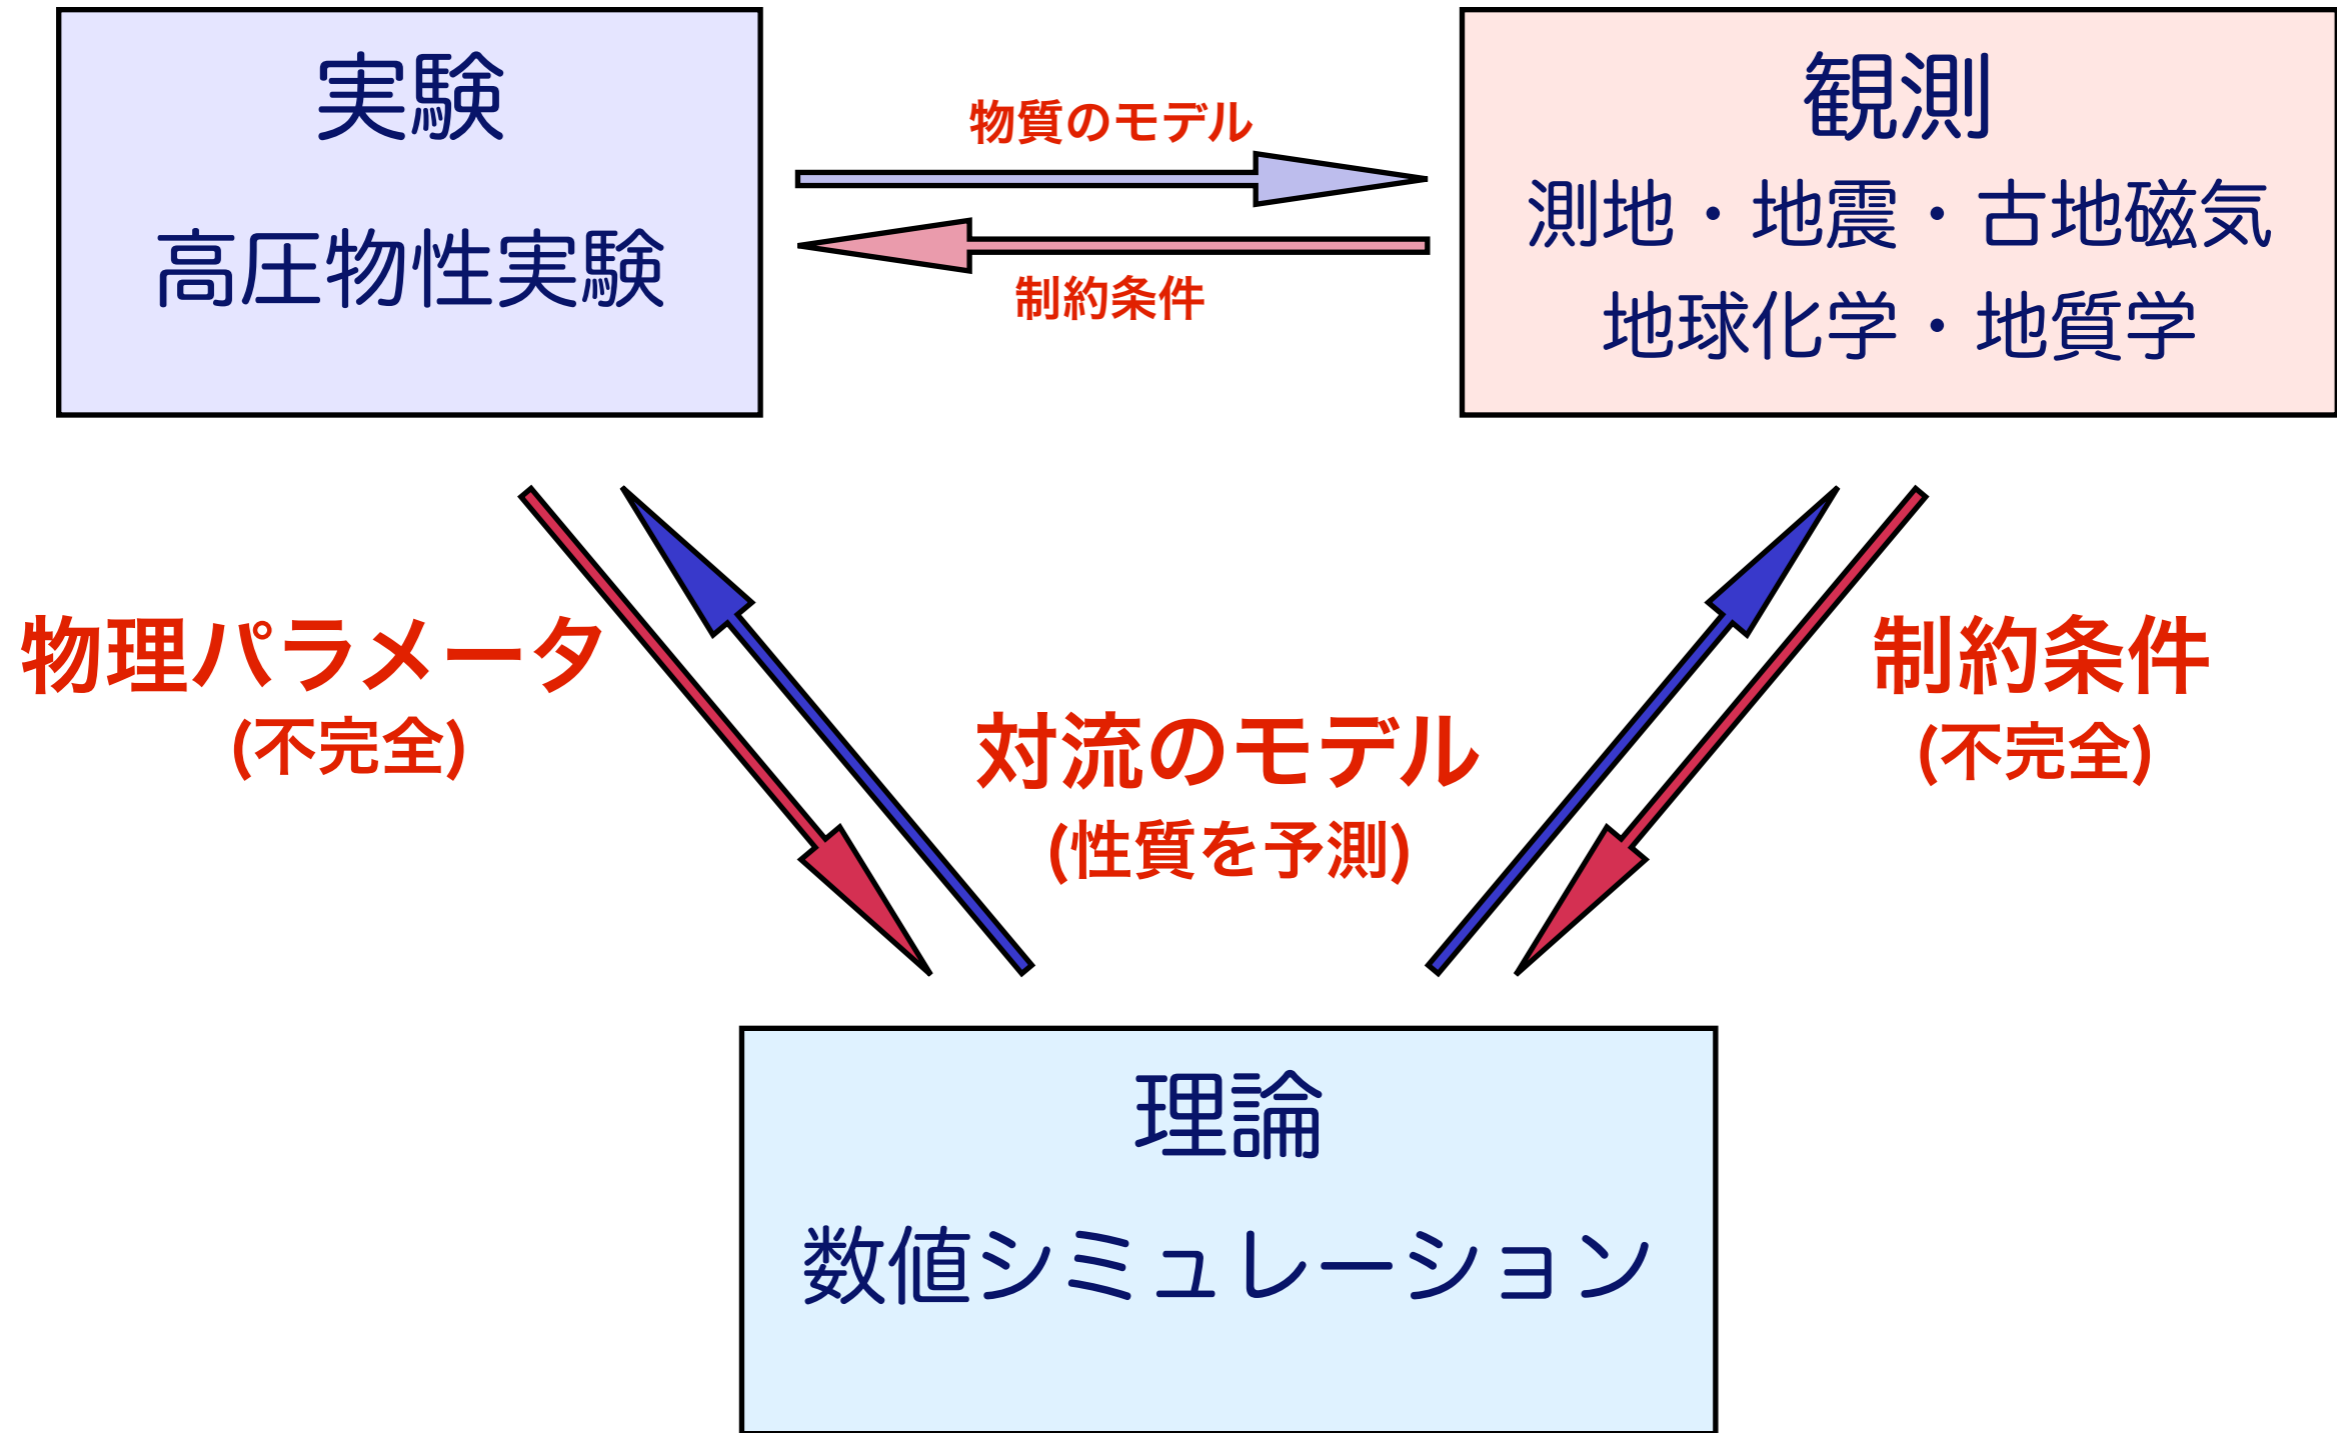 実験
高圧物性実験
物質のモデル
制約条件
観測
測地・地震・古地磁気
地球化学・地質学
物理パラメータ
(不完全)
対流のモデル
(性質を予測)
制約条件
(不完全)
理論
数値シミュレーション